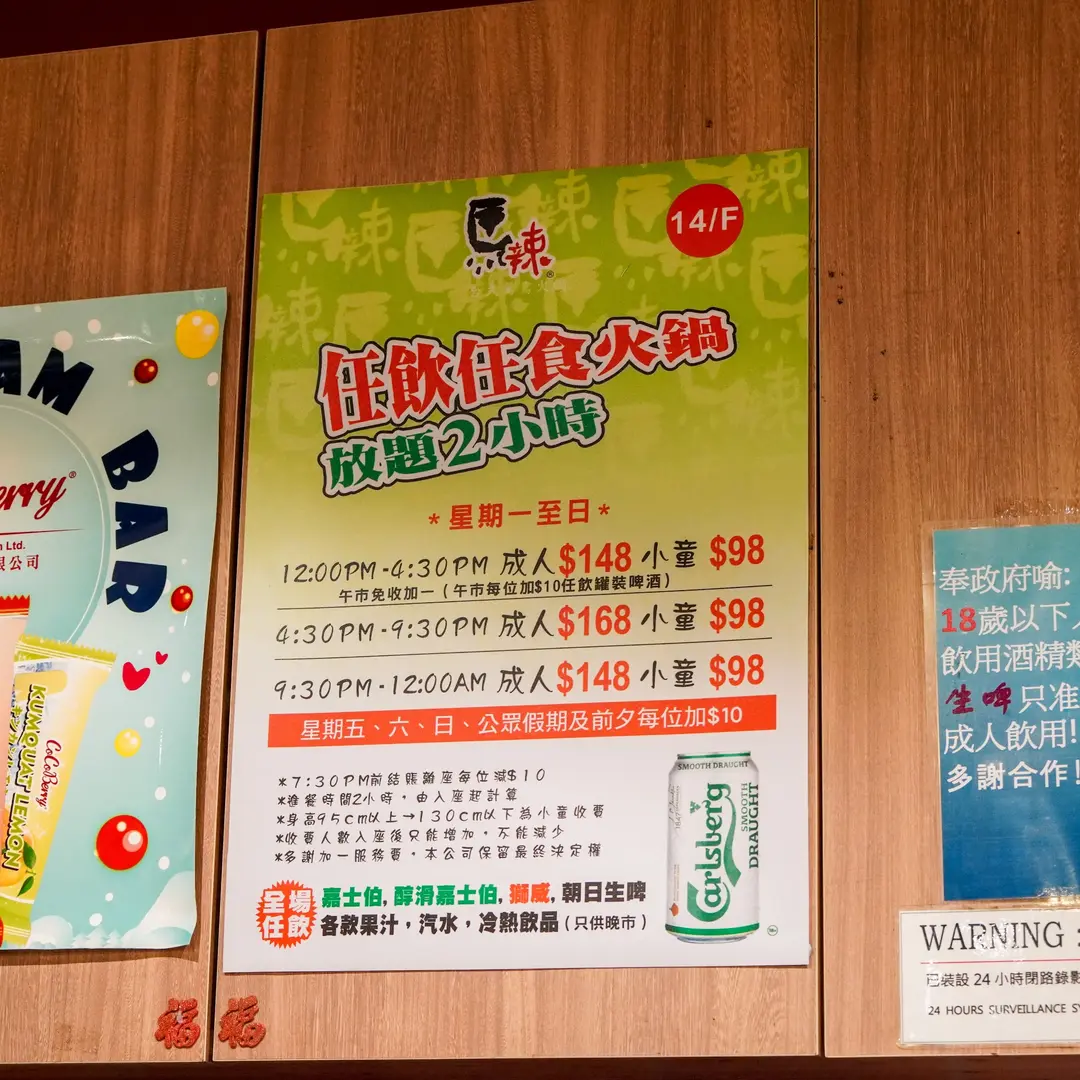 AM BAR
erry®
n Ltd.
限公司
CoCoBerry
KUMQUAT LEMON
福
福
辣
14/F
任飲任食火鍋
放題2小時
*星期一至日*
12:00PM-4:30PM 成人$148 小童 $98
午市免收加一(午市每位加$10任飲罐裝啤酒)
4:30PM-9:30PM 成人$168 小童 $98
9:30PM-12:00AM 成人$148 小童 $98
星期五、六、日、公眾假期及前夕每位加$10
*7:30PM前結賬離座每位減$10
*進餐時間2小時,由入座起計算
*身高95cm以上→130cm以下為小童收費
*收費人數入座後只能增加,不能減少
*多謝加一服務費,本公司保留最終決定權
全場任飲
嘉士伯, 醇滑嘉士伯, 獅威, 朝日生啤
各款果汁,汽水,冷熱飲品(只供晚市)
SMOOTH DRAUGHT
Carlsberg
SMOOTH
DRAUGHT
奉政府喻:
18歲以下
飲用酒精類
生啤只准
成人飲用!
多謝合作!
WARNING:
已裝設24小時閉路錄影
24 HOURS SURVEILLANCE S